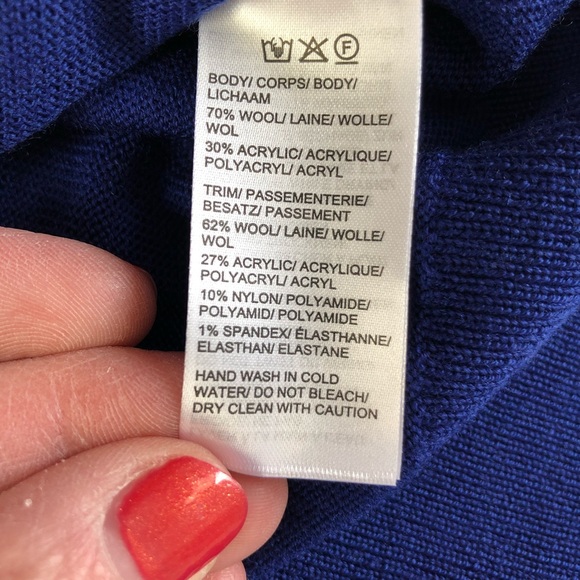 F
BODY/ CORPS/ BODY/
LICHAAM
70% WOOL/ LAINE/ WOLLE/
WOL
30% ACRYLIC/ ACRYLIQUE/
POLYACRYL/ ACRYL
TRIM/ PASSEMENTERIE/
BESATZ/ PASSEMENT
62% WOOL/ LAINE/ WOLLE/
WOL
27% ACRYLIC/ ACRYLIQUE/
POLYACRYL/ ACRYL
10% NYLON/ POLYAMIDE/
POLYAMID/ POLYAMIDE
1% SPANDEX/ ÉLASTHANNE/
ELASTHAN/ ELASTANE
HAND WASH IN COLD
WATER/ DO NOT BLEACH/
DRY CLEAN WITH CAUTION